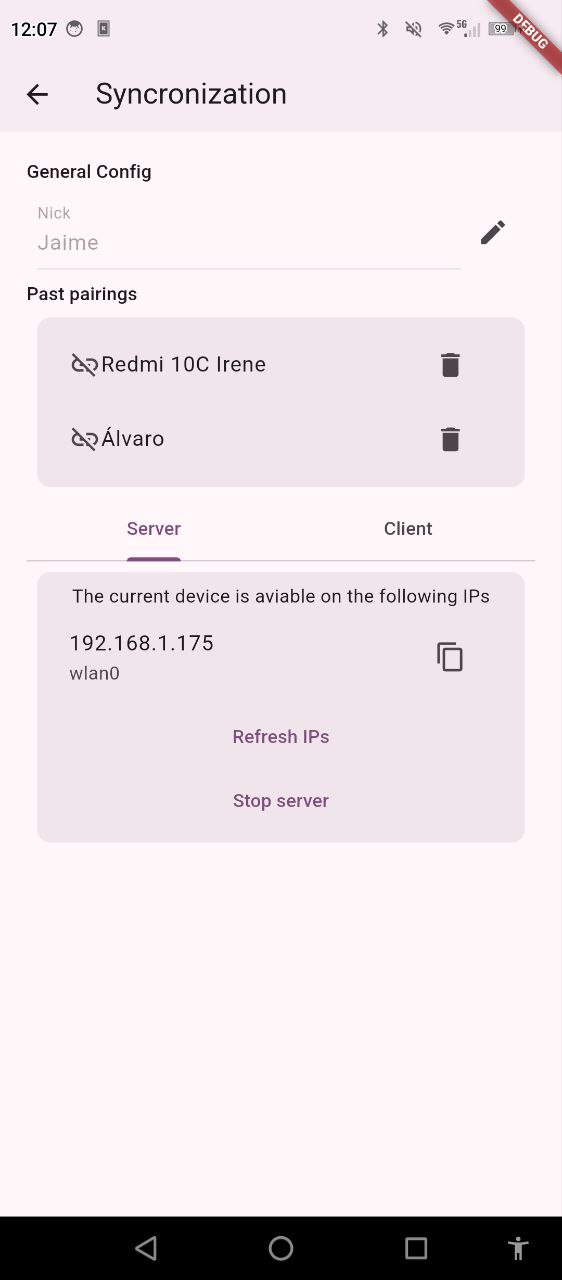 12:07
5G
99
DEBUG
Syncronization
General Config
Nick
Jaime
Past pairings
Redmi 10C Irene
Álvaro
Server
Client
The current device is aviable on the following IPs
192.168.1.175
wlan0
Refresh IPs
Stop server